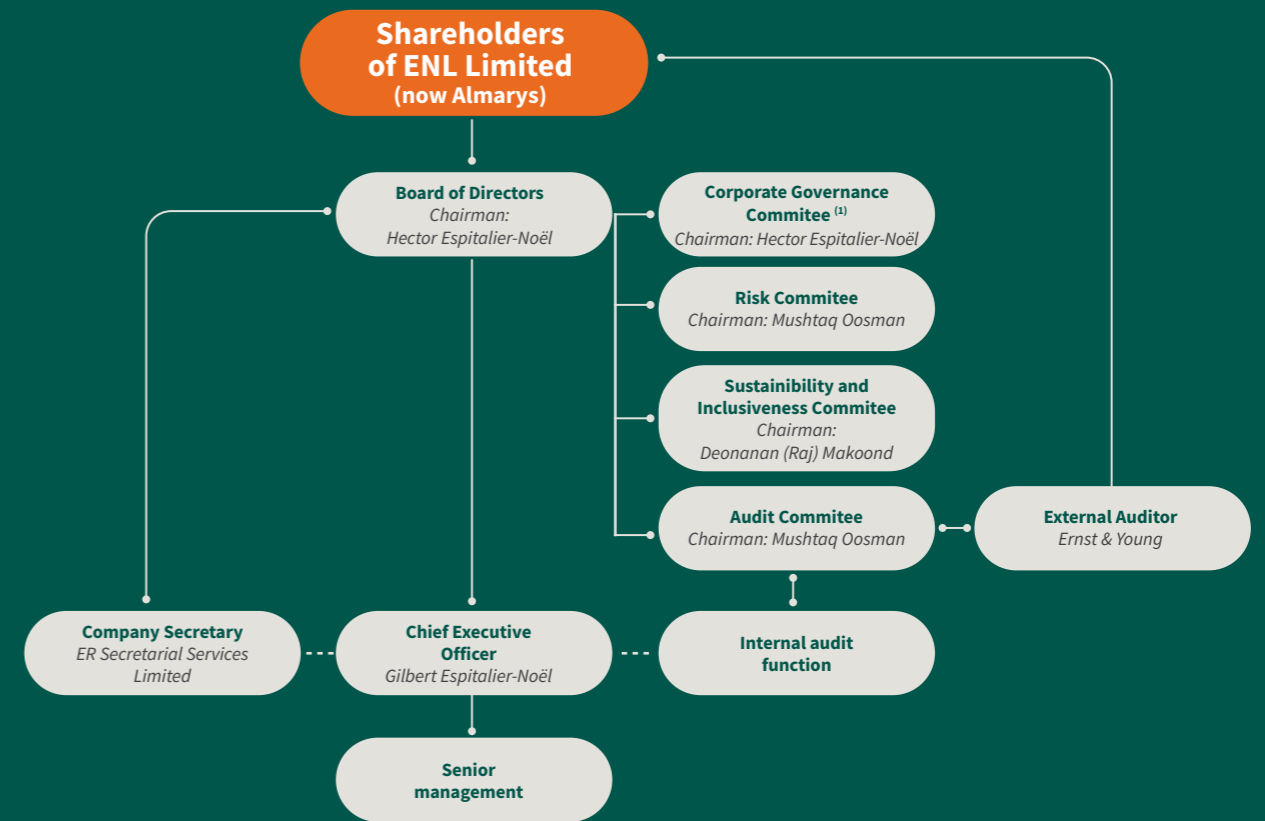 Shareholders
of ENL Limited
(now Almarys)
Board of Directors
Chairman:
Hector Espitalier-Noël
Corporate Governance
Commitee (1)
Chairman: Hector Espitalier-Noël
Risk Commitee
Chairman: Mushtaq Oosman
Sustainibility and
Inclusiveness Commitee
Chairman:
Deonanan (Raj) Makoond
Audit Commitee
Chairman: Mushtaq Oosman
External Auditor
Ernst & Young
Company Secretary
ER Secretarial Services
Limited
Chief Executive
Officer
Gilbert Espitalier-Noël
Internal audit
function
Senior
management